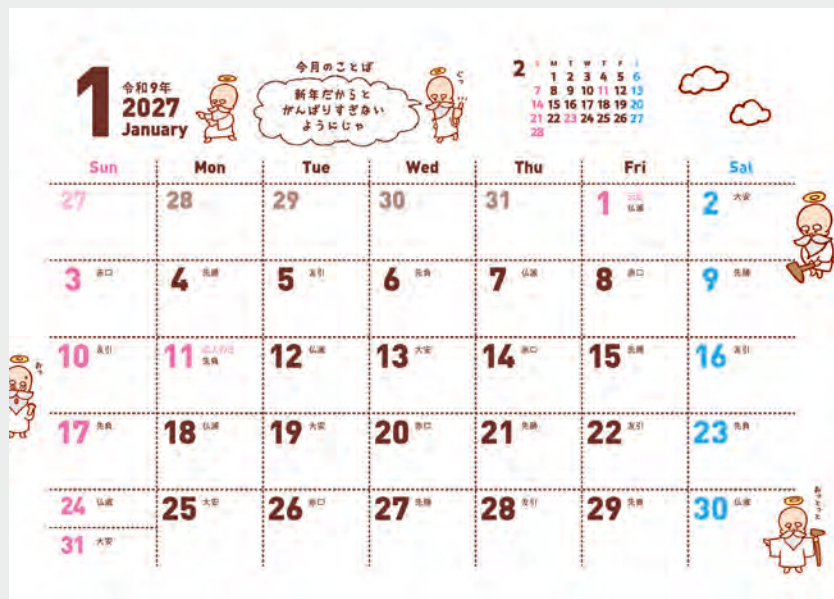 1
令和9年
2027
January
今月のことば
新年だからと
がんばりすぎない
ようにじゃ
2
S M T W T F S
1 2 3 4 5 6
7 8 9 10 11 12 13
14 15 16 17 18 19 20
21 22 23 24 25 26 27
28
Sun Mon Tue Wed Thu Fri Sat
27 28 29 30 31 1 元日 仏滅 2 大安
3 赤口 4 先勝 5 友引 6 先負 7 仏滅 8 赤口 9 先勝
10 友引 11 成人の日 先負 12 仏滅 13 大安 14 赤口 15 先勝 16 友引
17 先負 18 仏滅 19 大安 20 赤口 21 先勝 22 友引 23 先負
24 仏滅 25 大安 26 赤口 27 先勝 28 友引 29 先負 30 仏滅
31 大安
おっとっと